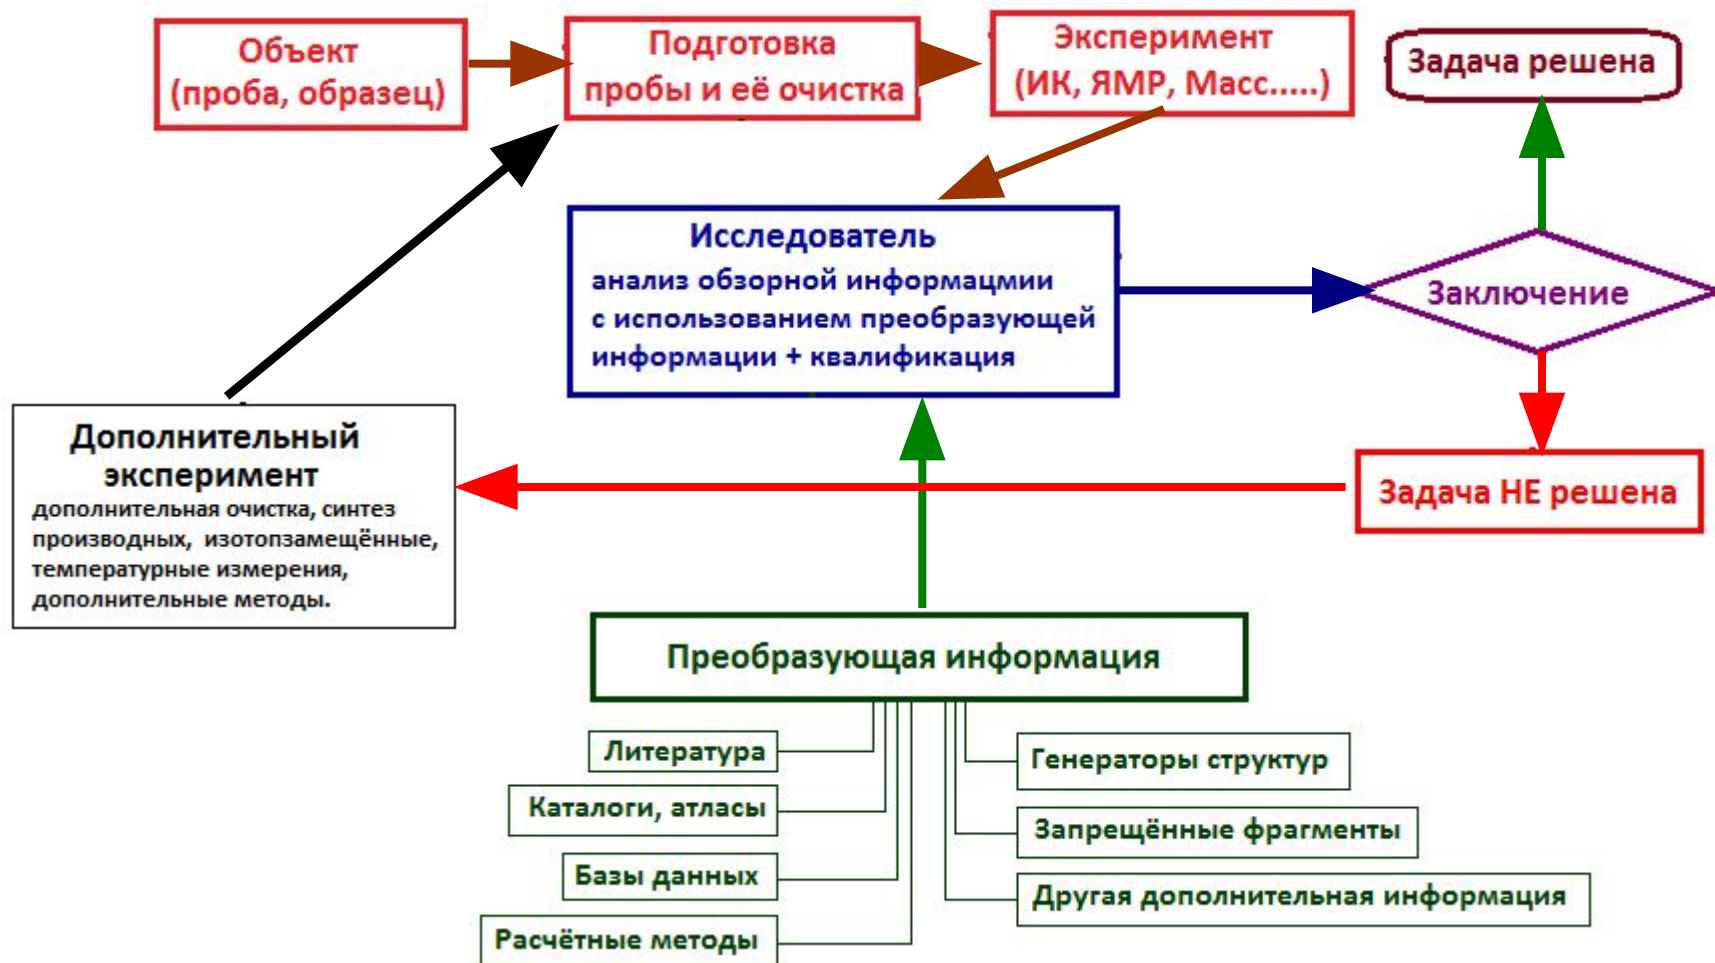 Объект
(проба, образец)
Подготовка
пробы и её очистка
Эксперимент
(ИК, ЯМР, Масс.....)
Задача решена
Исследователь
анализ обзорной информацмии
с использованием преобразующей
информации + квалификация
Заключение
Дополнительный
эксперимент
дополнительная очистка, синтез
производных, изотопзамещённые,
температурные измерения,
дополнительные методы.
Задача НЕ решена
Преобразующая информация
Литература
Каталоги, атласы
Базы данных
Расчётные методы
Генераторы структур
Запрещённые фрагменты
Другая дополнительная информация